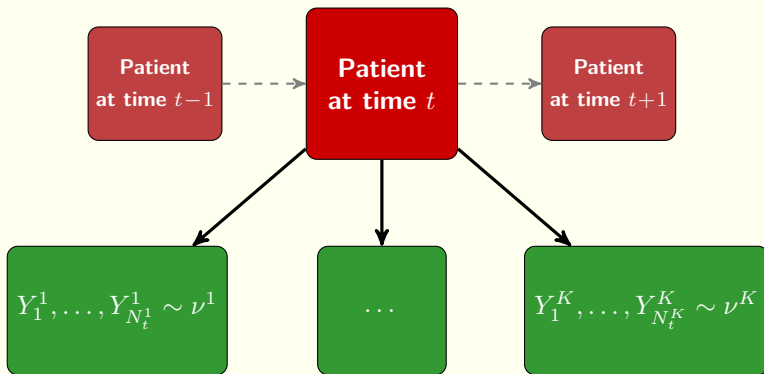 Patient
at time t−1
Patient
at time t
Patient
at time t+1
Y_1^1, …, Y_{N_t^1}^1 ∼ ν^1
…
Y_1^K, …, Y_{N_t^K}^K ∼ ν^K